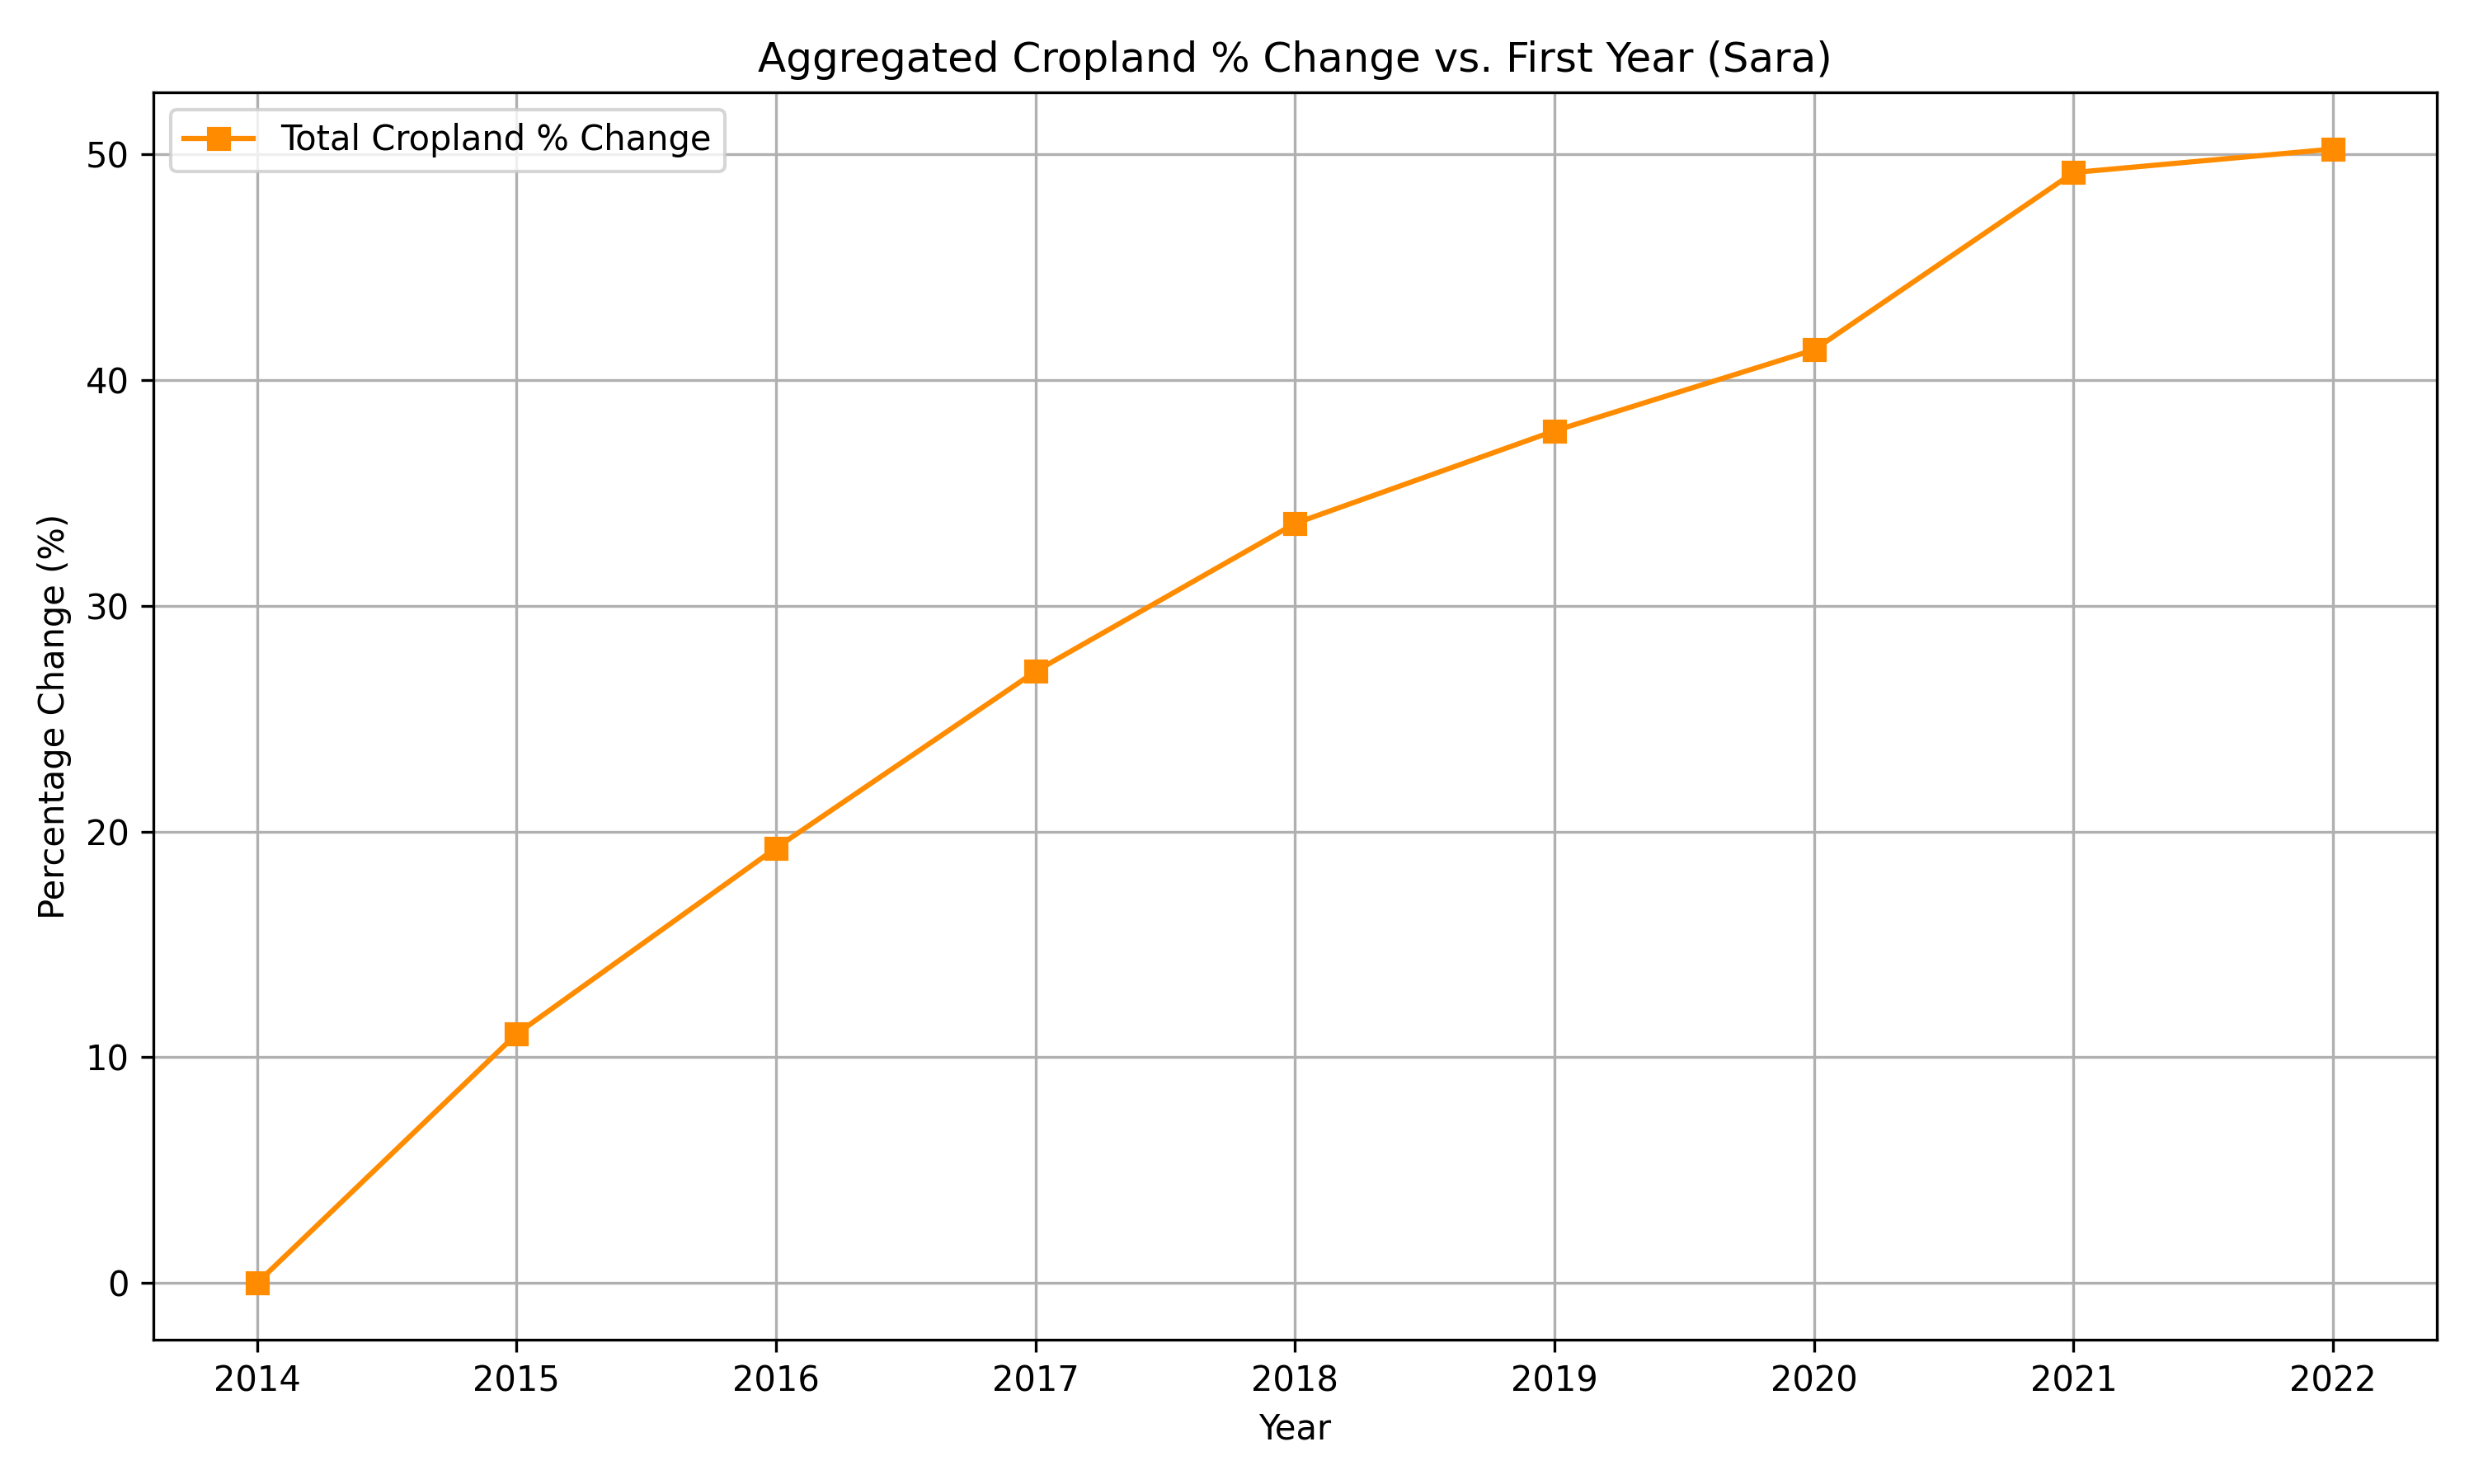 Aggregated Cropland % Change vs. First Year (Sara)
Total Cropland % Change
Percentage Change (%)
50
40
30
20
10
0
2014 2015 2016 2017 2018 2019 2020 2021 2022
Year